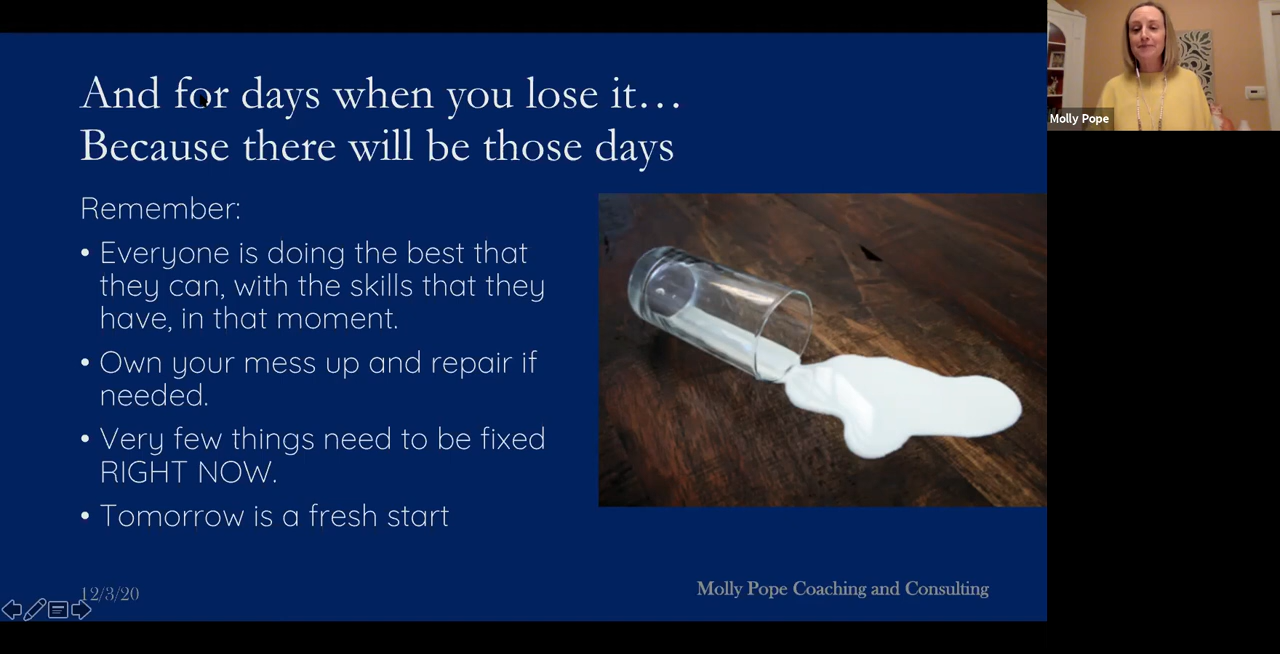 And for days when you lose it…
Because there will be those days
Remember:
• Everyone is doing the best that
they can, with the skills that they
have, in that moment.
• Own your mess up and repair if
needed.
• Very few things need to be fixed
RIGHT NOW.
• Tomorrow is a fresh start
12/3/20
Molly Pope Coaching and Consulting
Molly Pope